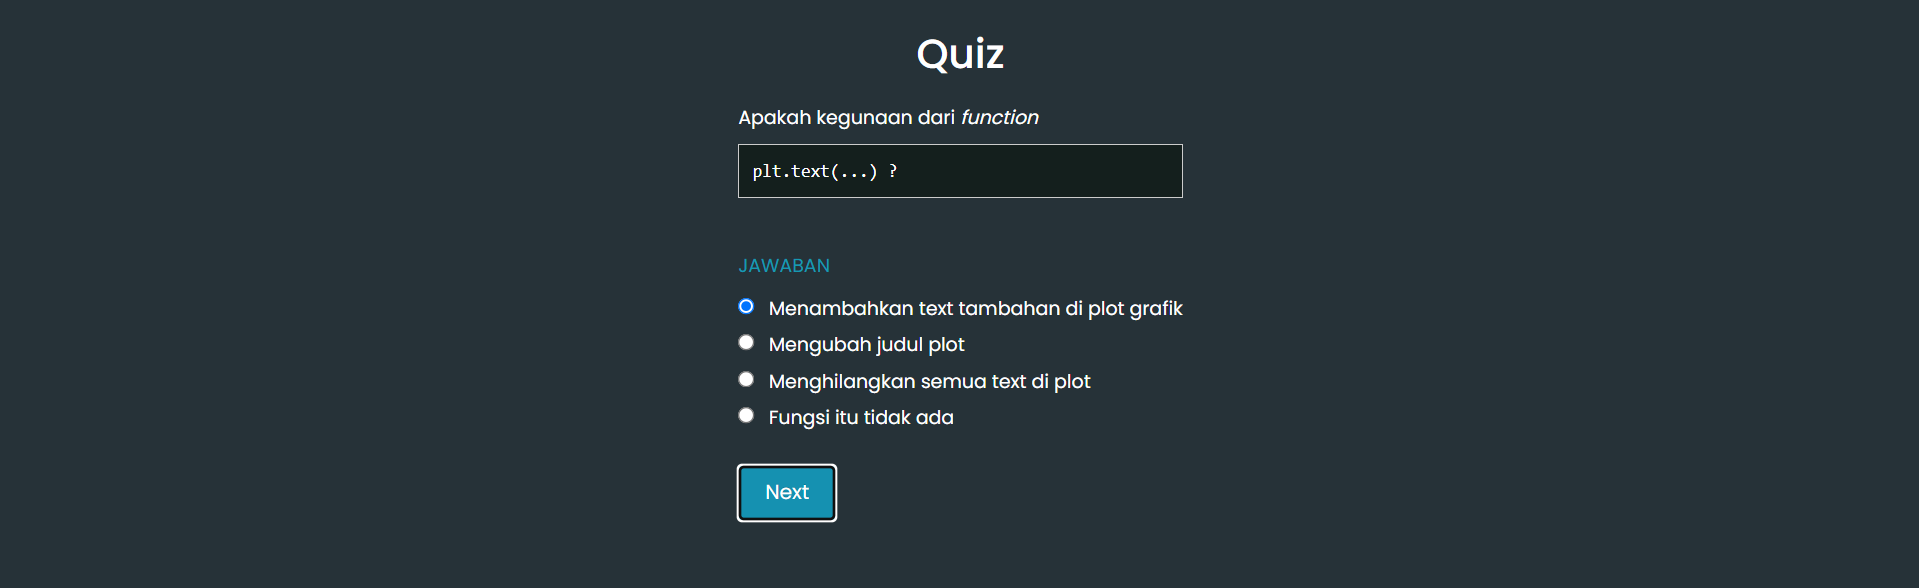 Quiz
Apakah kegunaan dari function
plt.text(...) ?
JAWABAN
Menambahkan text tambahan di plot grafik
Mengubah judul plot
Menghilangkan semua text di plot
Fungsi itu tidak ada
Next